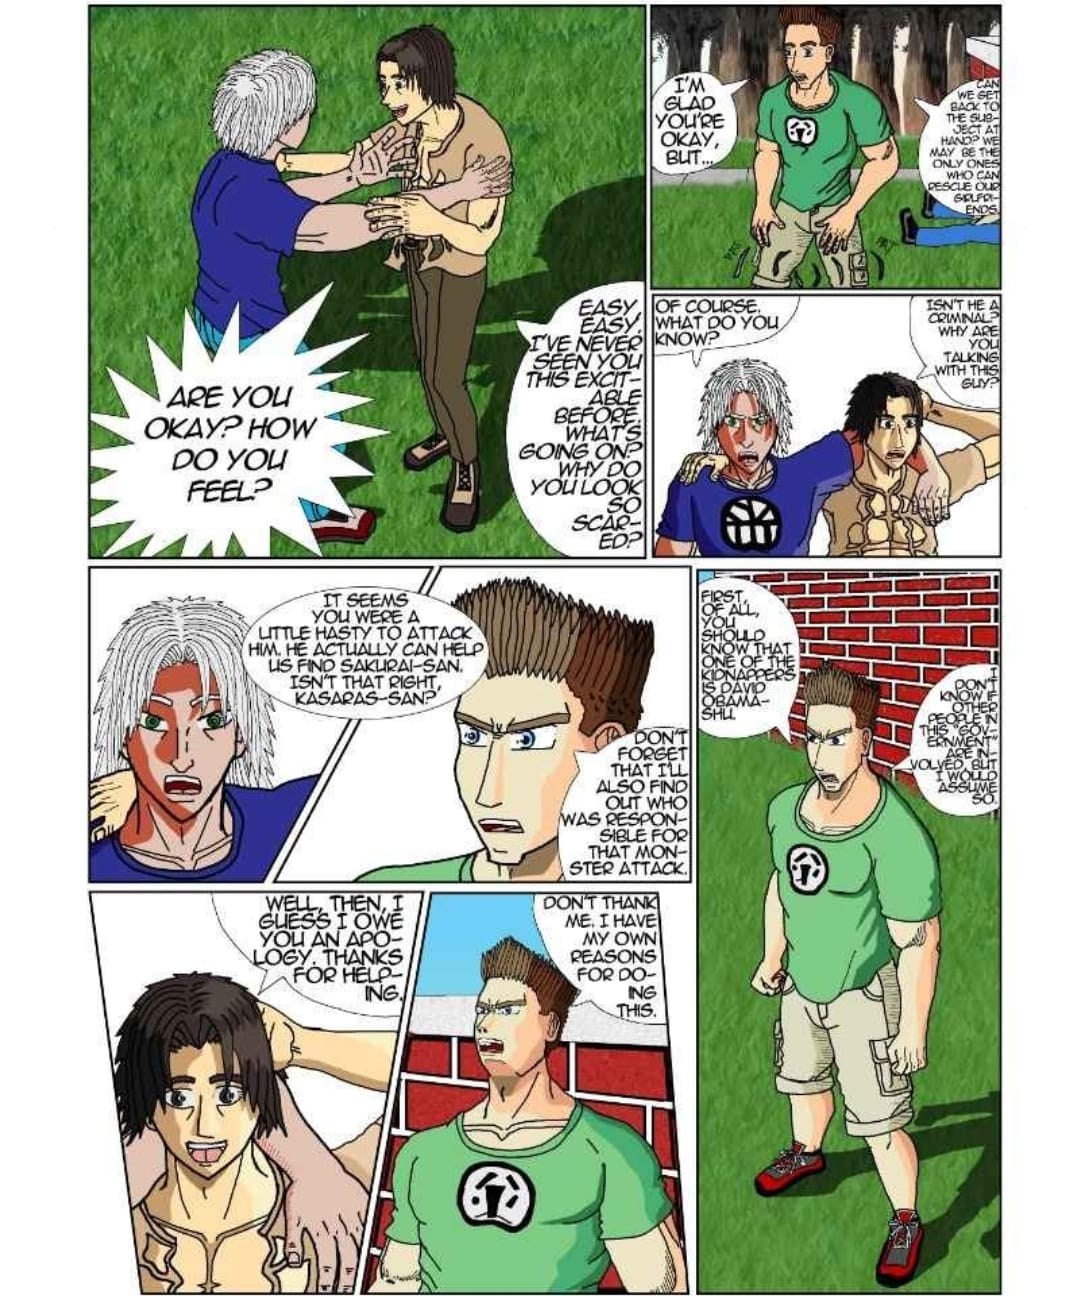 ARE YOU
OKAY? HOW
DO YOU
FEEL?
EASY,
EASY,
I'VE NEVER
SEEN YOU
THIS EXCIT-
ABLE
BEFORE.
WHAT'S
GOING ON?
WHY DO
YOU LOOK
SO
SCAR-
ED?
I'M
GLAD
YOU'RE
OKAY,
BUT...
CAN
WE GET
BACK TO
THE SUB-
JECT AT
HAND? WE
MAY BE THE
ONLY ONES
WHO CAN
RESCUE OUR
GIRLFRI-
ENDS.
OF COURSE.
WHAT DO YOU
KNOW?
ISN'T HE A
CRIMINAL?
WHY ARE
YOU
TALKING
WITH THIS
GUY?
IT SEEMS
YOU WERE A
LITTLE HASTY TO ATTACK
HIM. HE ACTUALLY CAN HELP
US FIND SAKURAI-SAN.
ISN'T THAT RIGHT,
KASARAS-SAN?
DON'T
FORGET
THAT I'LL
ALSO FIND
OUT WHO
WAS RESPON-
SIBLE FOR
THAT MON-
STER ATTACK.
FIRST,
OF ALL,
YOU
SHOULD
KNOW THAT
ONE OF THE
KIDNAPPERS
IS DAVID
OBAMA-
SHU.
I
DON'T
KNOW IF
OTHER
PEOPLE IN
THIS "GOV-
ERNMENT"
ARE IN-
VOLVED, BUT
I WOULD
ASSUME
SO.
WELL, THEN, I
GUESS I OWE
YOU AN APO-
LOGY. THANKS
FOR HELP-
ING.
DON'T THANK
ME. I HAVE
MY OWN
REASONS
FOR DO-
ING
THIS.